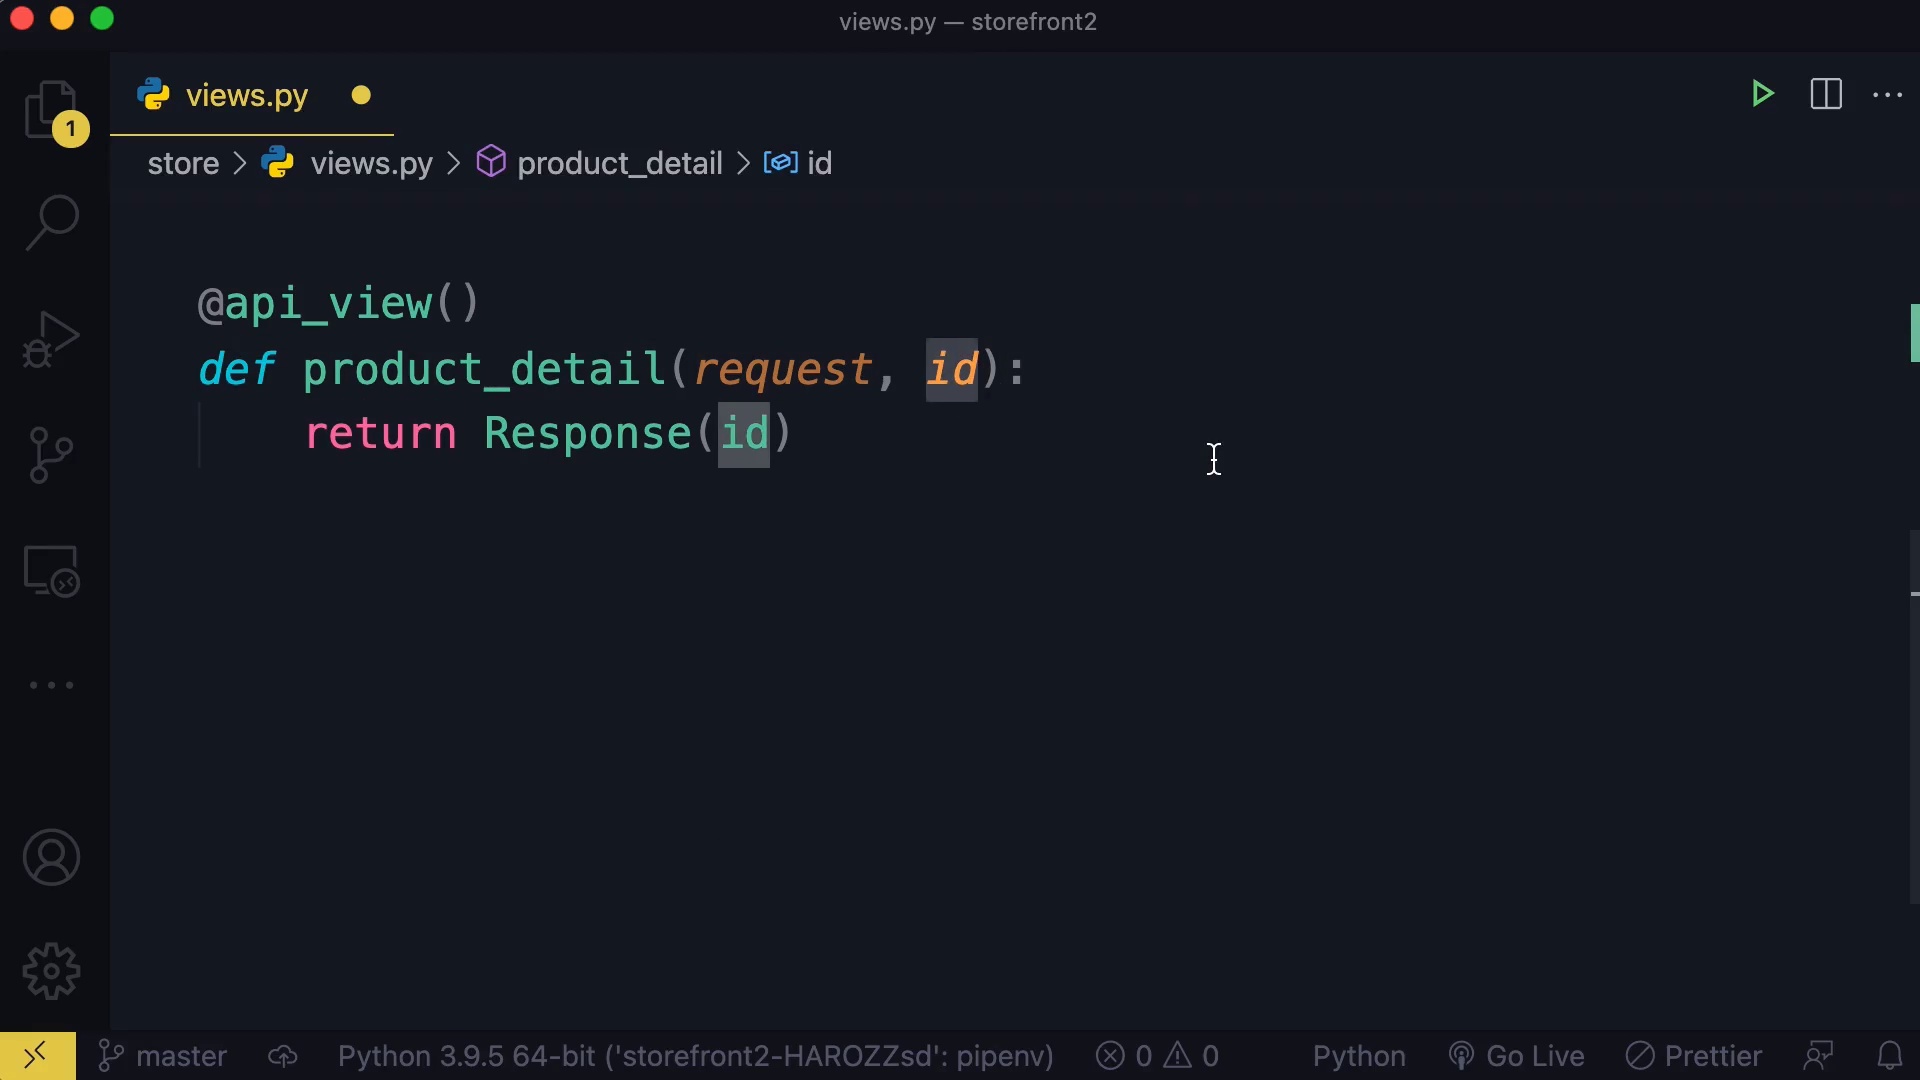 views.py — storefront2
views.py
1
store > views.py > product_detail > id
@api_view()
def product_detail(request, id):
return Response(id)
master
Python 3.9.5 64-bit ('storefront2-HAROZZsd': pipenv)
0
0
Python
Go Live
Prettier